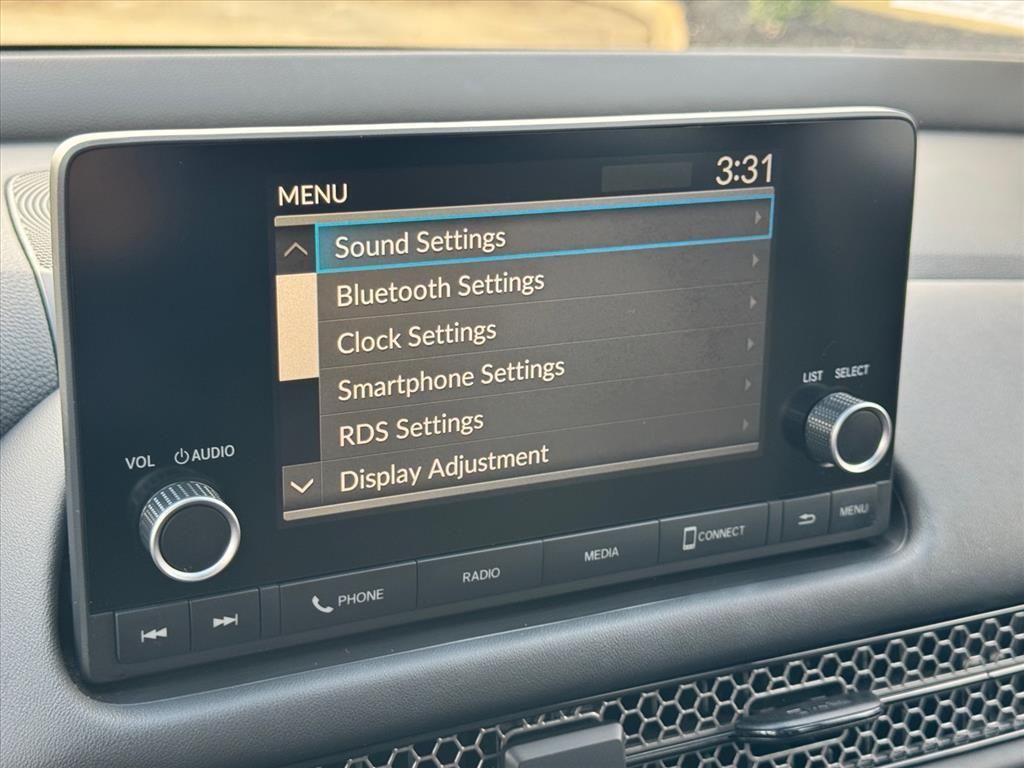 MENU
3:31
Sound Settings
Bluetooth Settings
Clock Settings
Smartphone Settings
RDS Settings
Display Adjustment
VOL AUDIO
LIST SELECT
PHONE
RADIO
MEDIA
CONNECT
MENU